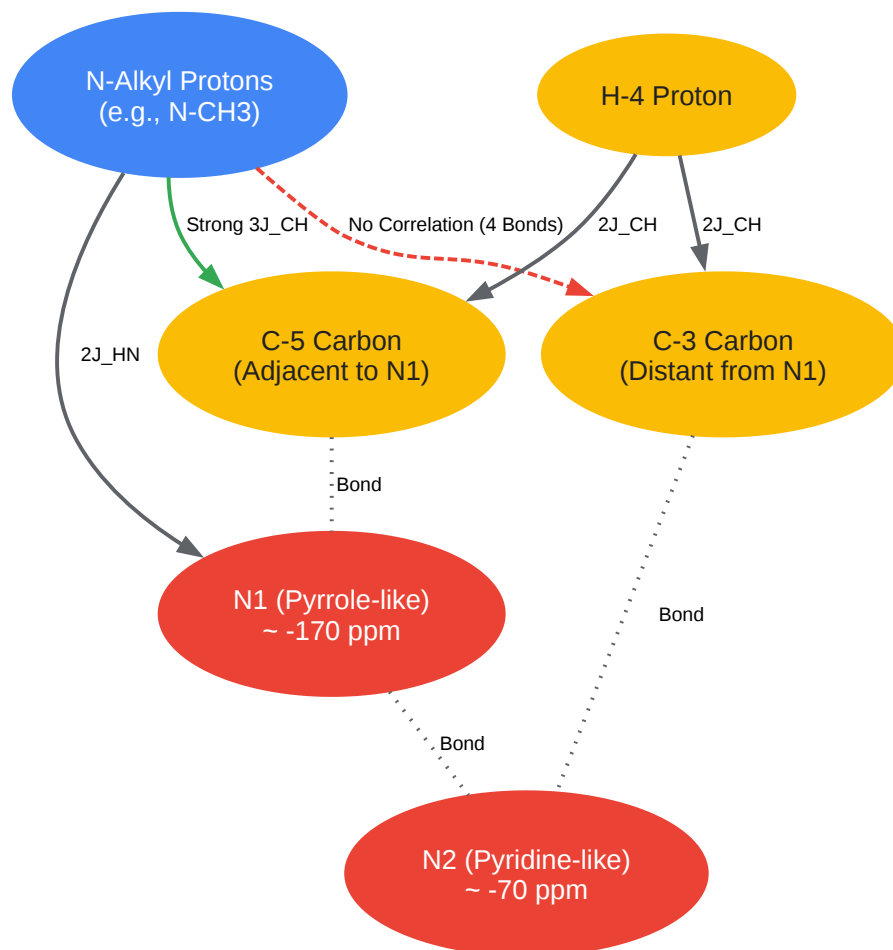 N-Alkyl Protons
(e.g., N-CH3)
H-4 Proton
Strong 3J_CH
No Correlation (4 Bonds)
2J_CH
2J_CH
2J_HN
C-5 Carbon
(Adjacent to N1)
C-3 Carbon
(Distant from N1)
Bond
N1 (Pyrrole-like)
~ -170 ppm
Bond
Bond
N2 (Pyridine-like)
~ -70 ppm